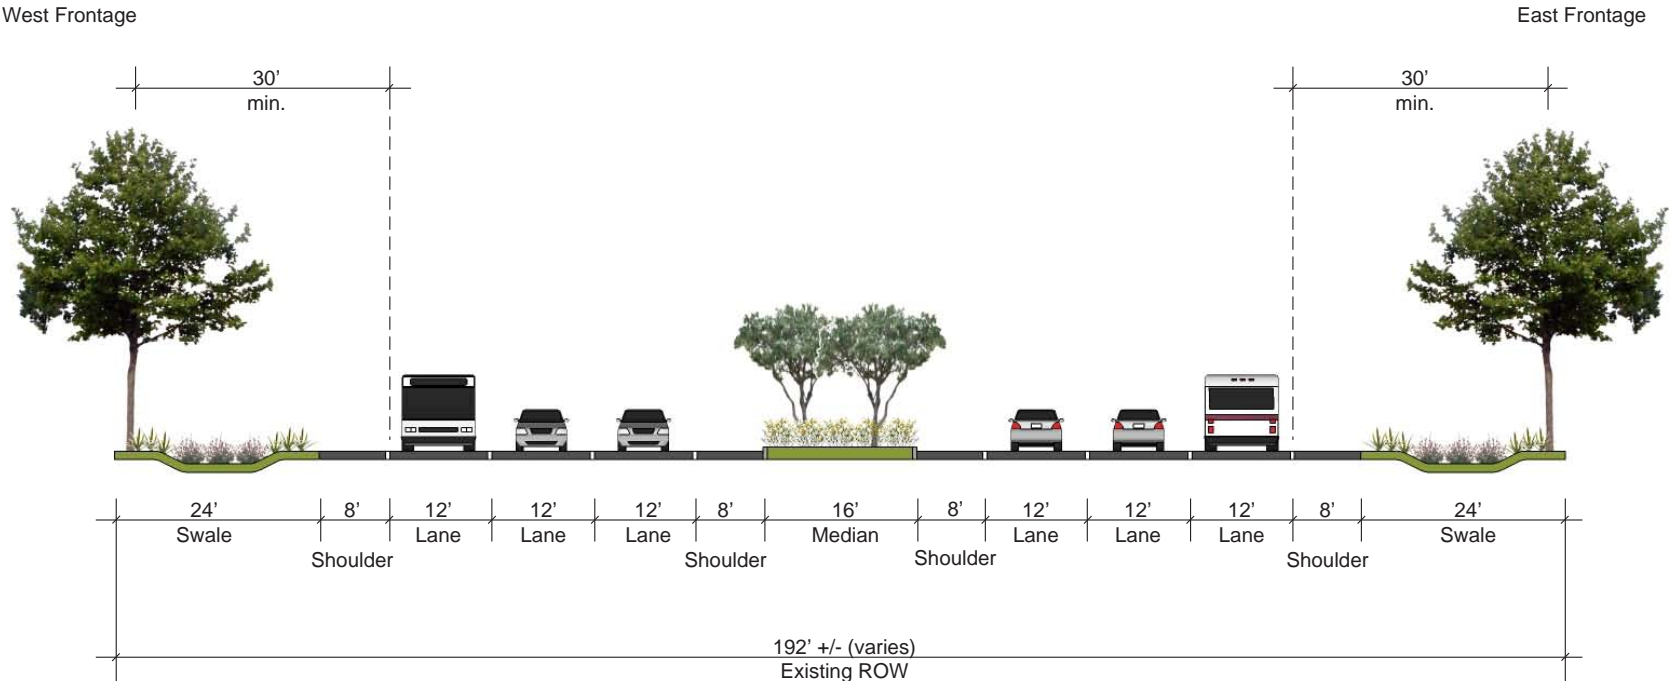 West Frontage
East Frontage
30’
min.
30’
min.
24’
Swale
8’
Shoulder
12’
Lane
12’
Lane
12’
Lane
8’
Shoulder
16’
Median
8’
Shoulder
12’
Lane
12’
Lane
12’
Lane
8’
Shoulder
24’
Swale
192’ +/- (varies)
Existing ROW